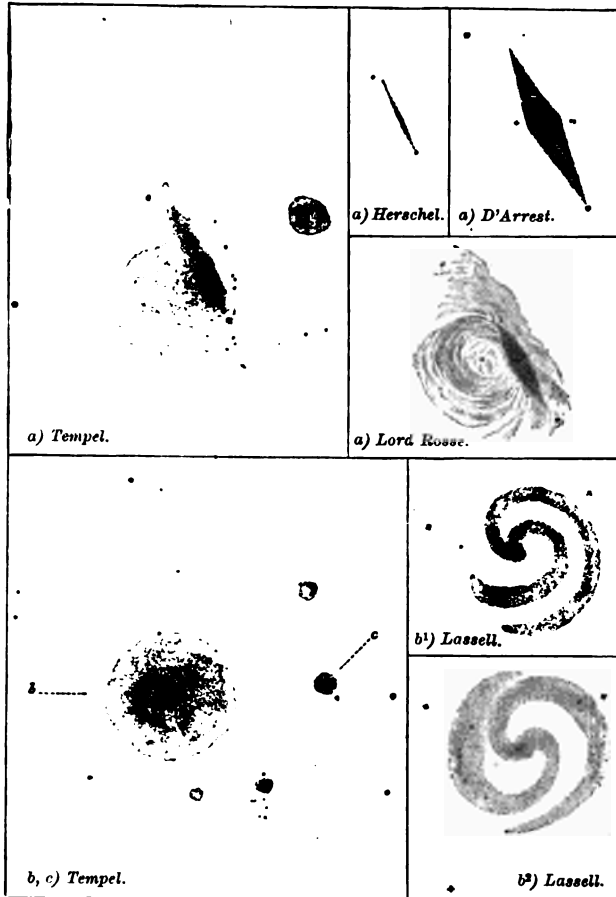 a) Herschel.
a) D'Arrest.
a) Tempel.
a) Lord Rosse.
c
b
b¹) Lassell.
b, c) Tempel.
b²) Lassell.